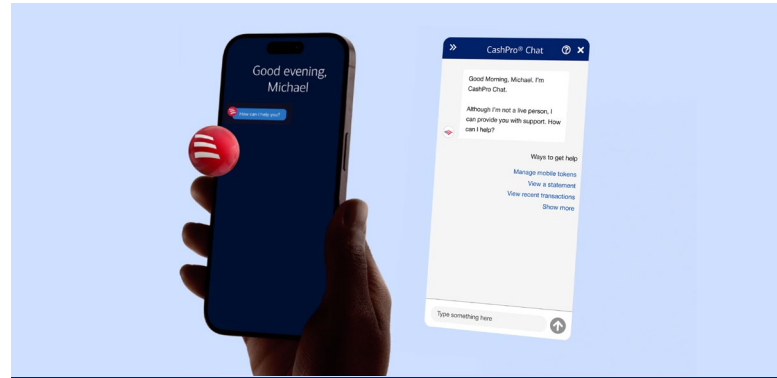 Good evening,
Michael
How can I help you?
CashPro® Chat
Good Morning, Michael. I'm
CashPro Chat.
Although I'm not a live person, I
can provide you with support. How
can I help?
Ways to get help
Manage mobile tokens
View a statement
View recent transactions
Show more
Type something here